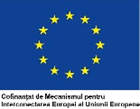 Cofinanțat de Mecanismul pentru
Interconectarea Europei al Uniunii Europene